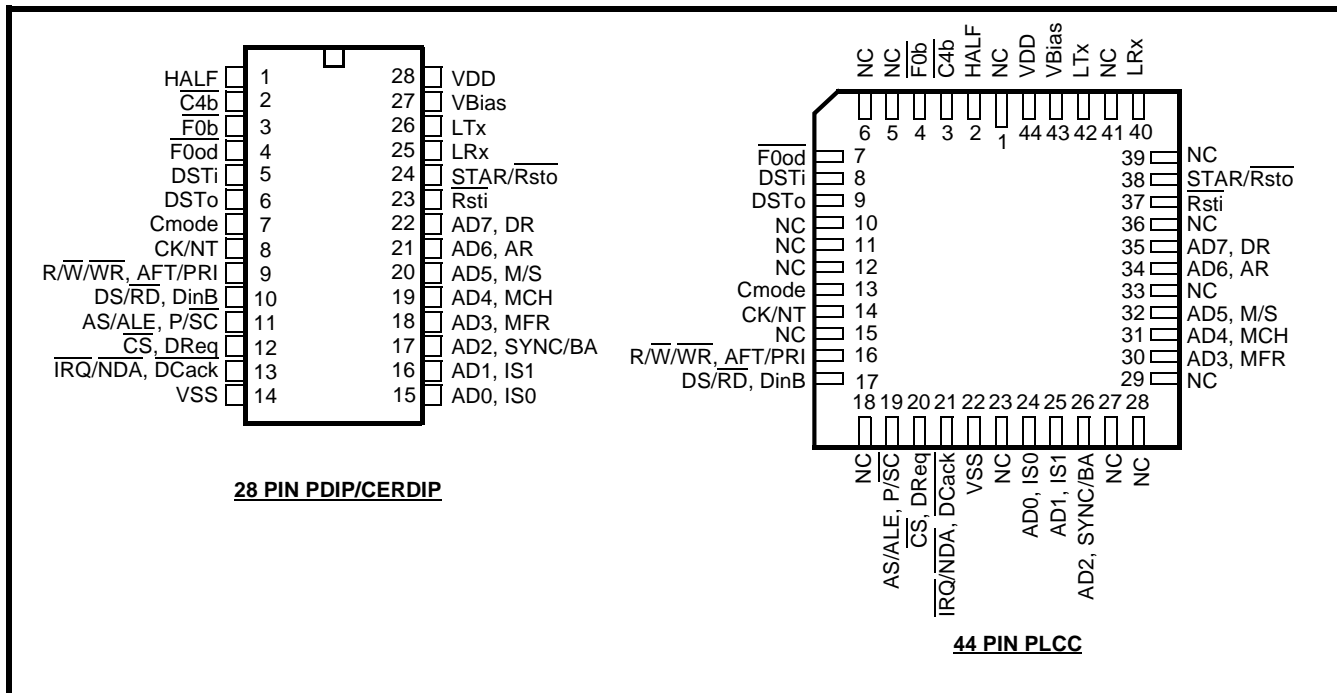 HALF 1 28 VDD
C4b 2 27 VBias
F0b 3 26 LTx
F0od 4 25 LRx
DSTi 5 24 STAR/Rsto
DSTo 6 23 Rsti
Cmode 7 22 AD7, DR
CK/NT 8 21 AD6, AR
R/W/WR, AFT/PRI 9 20 AD5, M/S
DS/RD, DinB 10 19 AD4, MCH
AS/ALE, P/SC 11 18 AD3, MFR
CS, DReq 12 17 AD2, SYNC/BA
IRQ/NDA, DCack 13 16 AD1, IS1
VSS 14 15 AD0, IS0
28 PIN PDIP/CERDIP
NC NC F0b C4b HALF NC VDD VBias LTx NC LRx
6 5 4 3 2 1 44 43 42 41 40
F0od 7 39 NC
DSTi 8 38 STAR/Rsto
DSTo 9 37 Rsti
NC 10 36 NC
NC 11 35 AD7, DR
NC 12 34 AD6, AR
Cmode 13 33 NC
CK/NT 14 32 AD5, M/S
NC 15 31 AD4, MCH
R/W/WR, AFT/PRI 16 30 AD3, MFR
DS/RD, DinB 17 29 NC
18 19 20 21 22 23 24 25 26 27 28
NC AS/ALE, P/SC CS, DReq IRQ/NDA, DCack VSS NC AD0, IS0 AD1, IS1 AD2, SYNC/BA NC NC
44 PIN PLCC